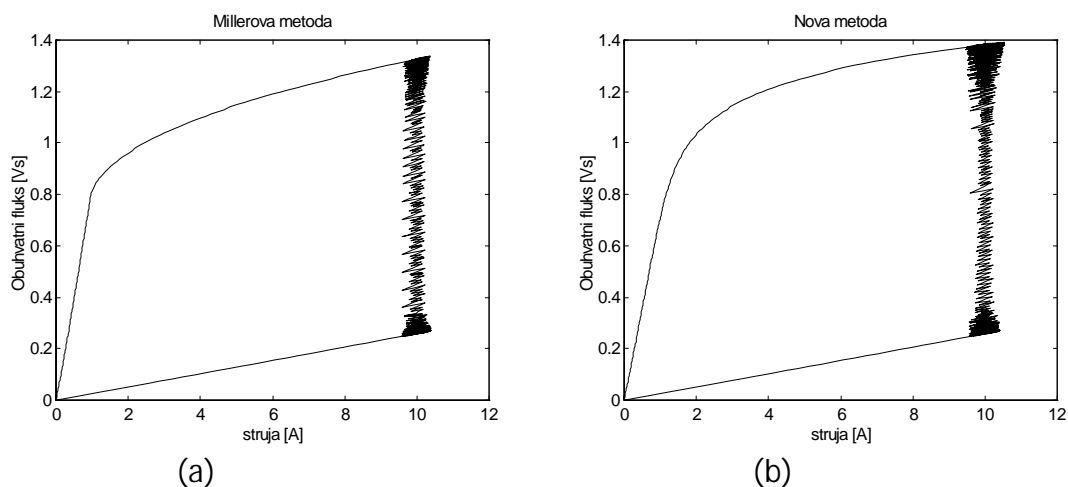 Millerova metoda
1.4
1.2
1
0.8
0.6
0.4
0.2
0
Obuhvatni fluks [Vs]
0 2 4 6 8 10 12
struja [A]
(a)
Nova metoda
1.4
1.2
1
0.8
0.6
0.4
0.2
0
Obuhvatni fluks [Vs]
0 2 4 6 8 10 12
struja [A]
(b)